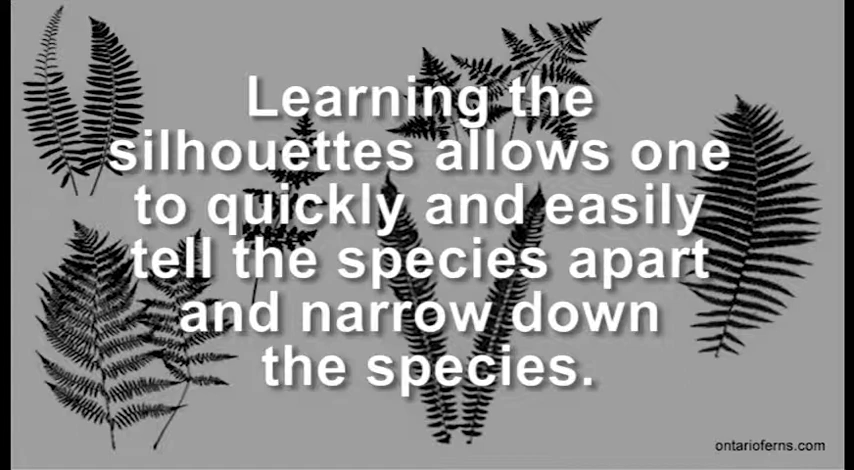 Learning the
silhouettes allows one
to quickly and easily
tell the species apart
and narrow down
the species.
ontarioferns.com